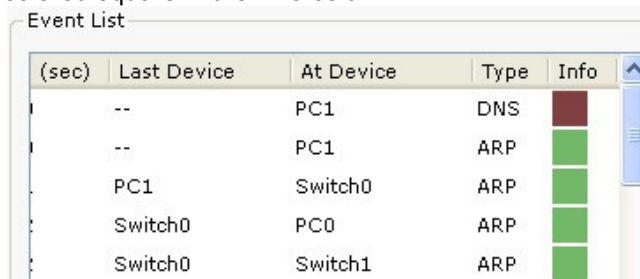 Event List
(sec) Last Device At Device Type Info
-- PC1 DNS
-- PC1 ARP
PC1 Switch0 ARP
Switch0 PC0 ARP
Switch0 Switch1 ARP